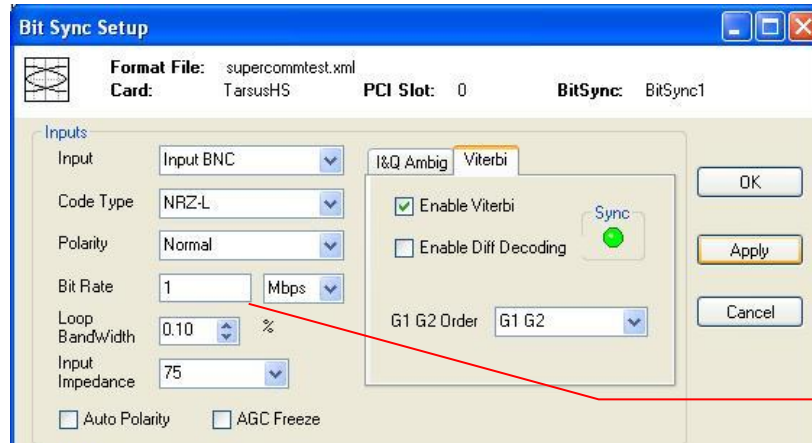 Bit Sync Setup
Format File: supercommtest.xml
Card: TarsusHS PCI Slot: 0 BitSync: BitSync1
Inputs
Input Input BNC
Code Type NRZ-L
Polarity Normal
Bit Rate 1 Mbps
Loop BandWidth 0.10 %
Input Impedance 75
Auto Polarity AGC Freeze
I&Q Ambig Viterbi
Enable Viterbi
Sync
Enable Diff Decoding
G1 G2 Order G1 G2
OK
Apply
Cancel